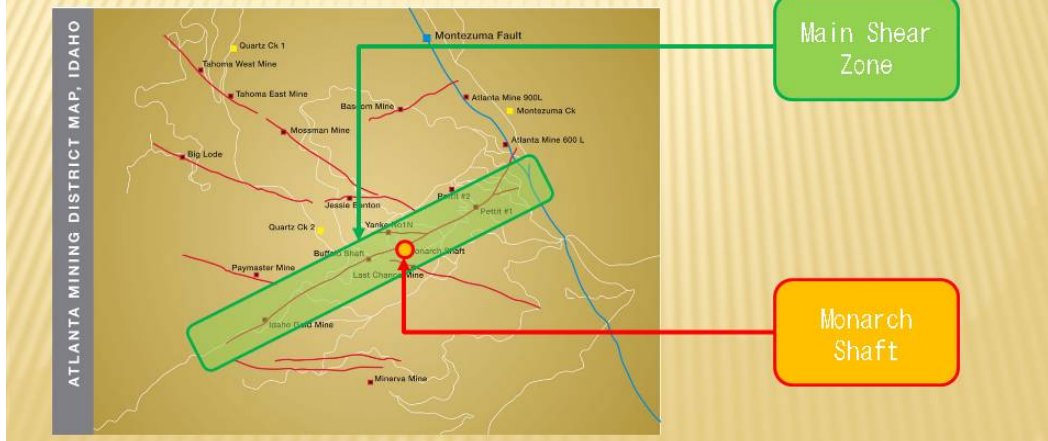 ATLANTA MINING DISTRICT MAP, IDAHO
Montezuma Fault
Main Shear
Zone
Quartz Ck 1
Tahoma West Mine
Tahoma East Mine
Atlanta Mine 900L
Bascom Mine
Montezuma Ck
Mossman Mine
Atlanta Mine 600 L
Big Lode
Pettit #2
Jessie Benton
Pettit #1
Quartz Ck 2
Yanke No1N
Buffalo Shaft
Monarch Shaft
Paymaster Mine
Last Chance Mine
Idaho Gold Mine
Monarch
Shaft
Minerva Mine